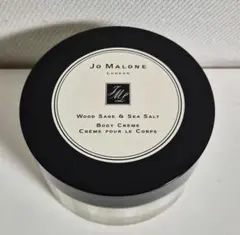 JO MALONE
LONDON
WOOD SAGE & SEA SALT
BODY CRÈME
CRÈME POUR LE CORPS